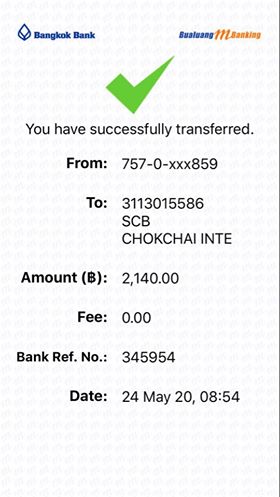 Bangkok Bank
Bualuang mBanking
You have successfully transferred.
From: 757-0-xxx859
To: 3113015586
SCB
CHOKCHAI INTE
Amount (฿): 2,140.00
Fee: 0.00
Bank Ref. No.: 345954
Date: 24 May 20, 08:54